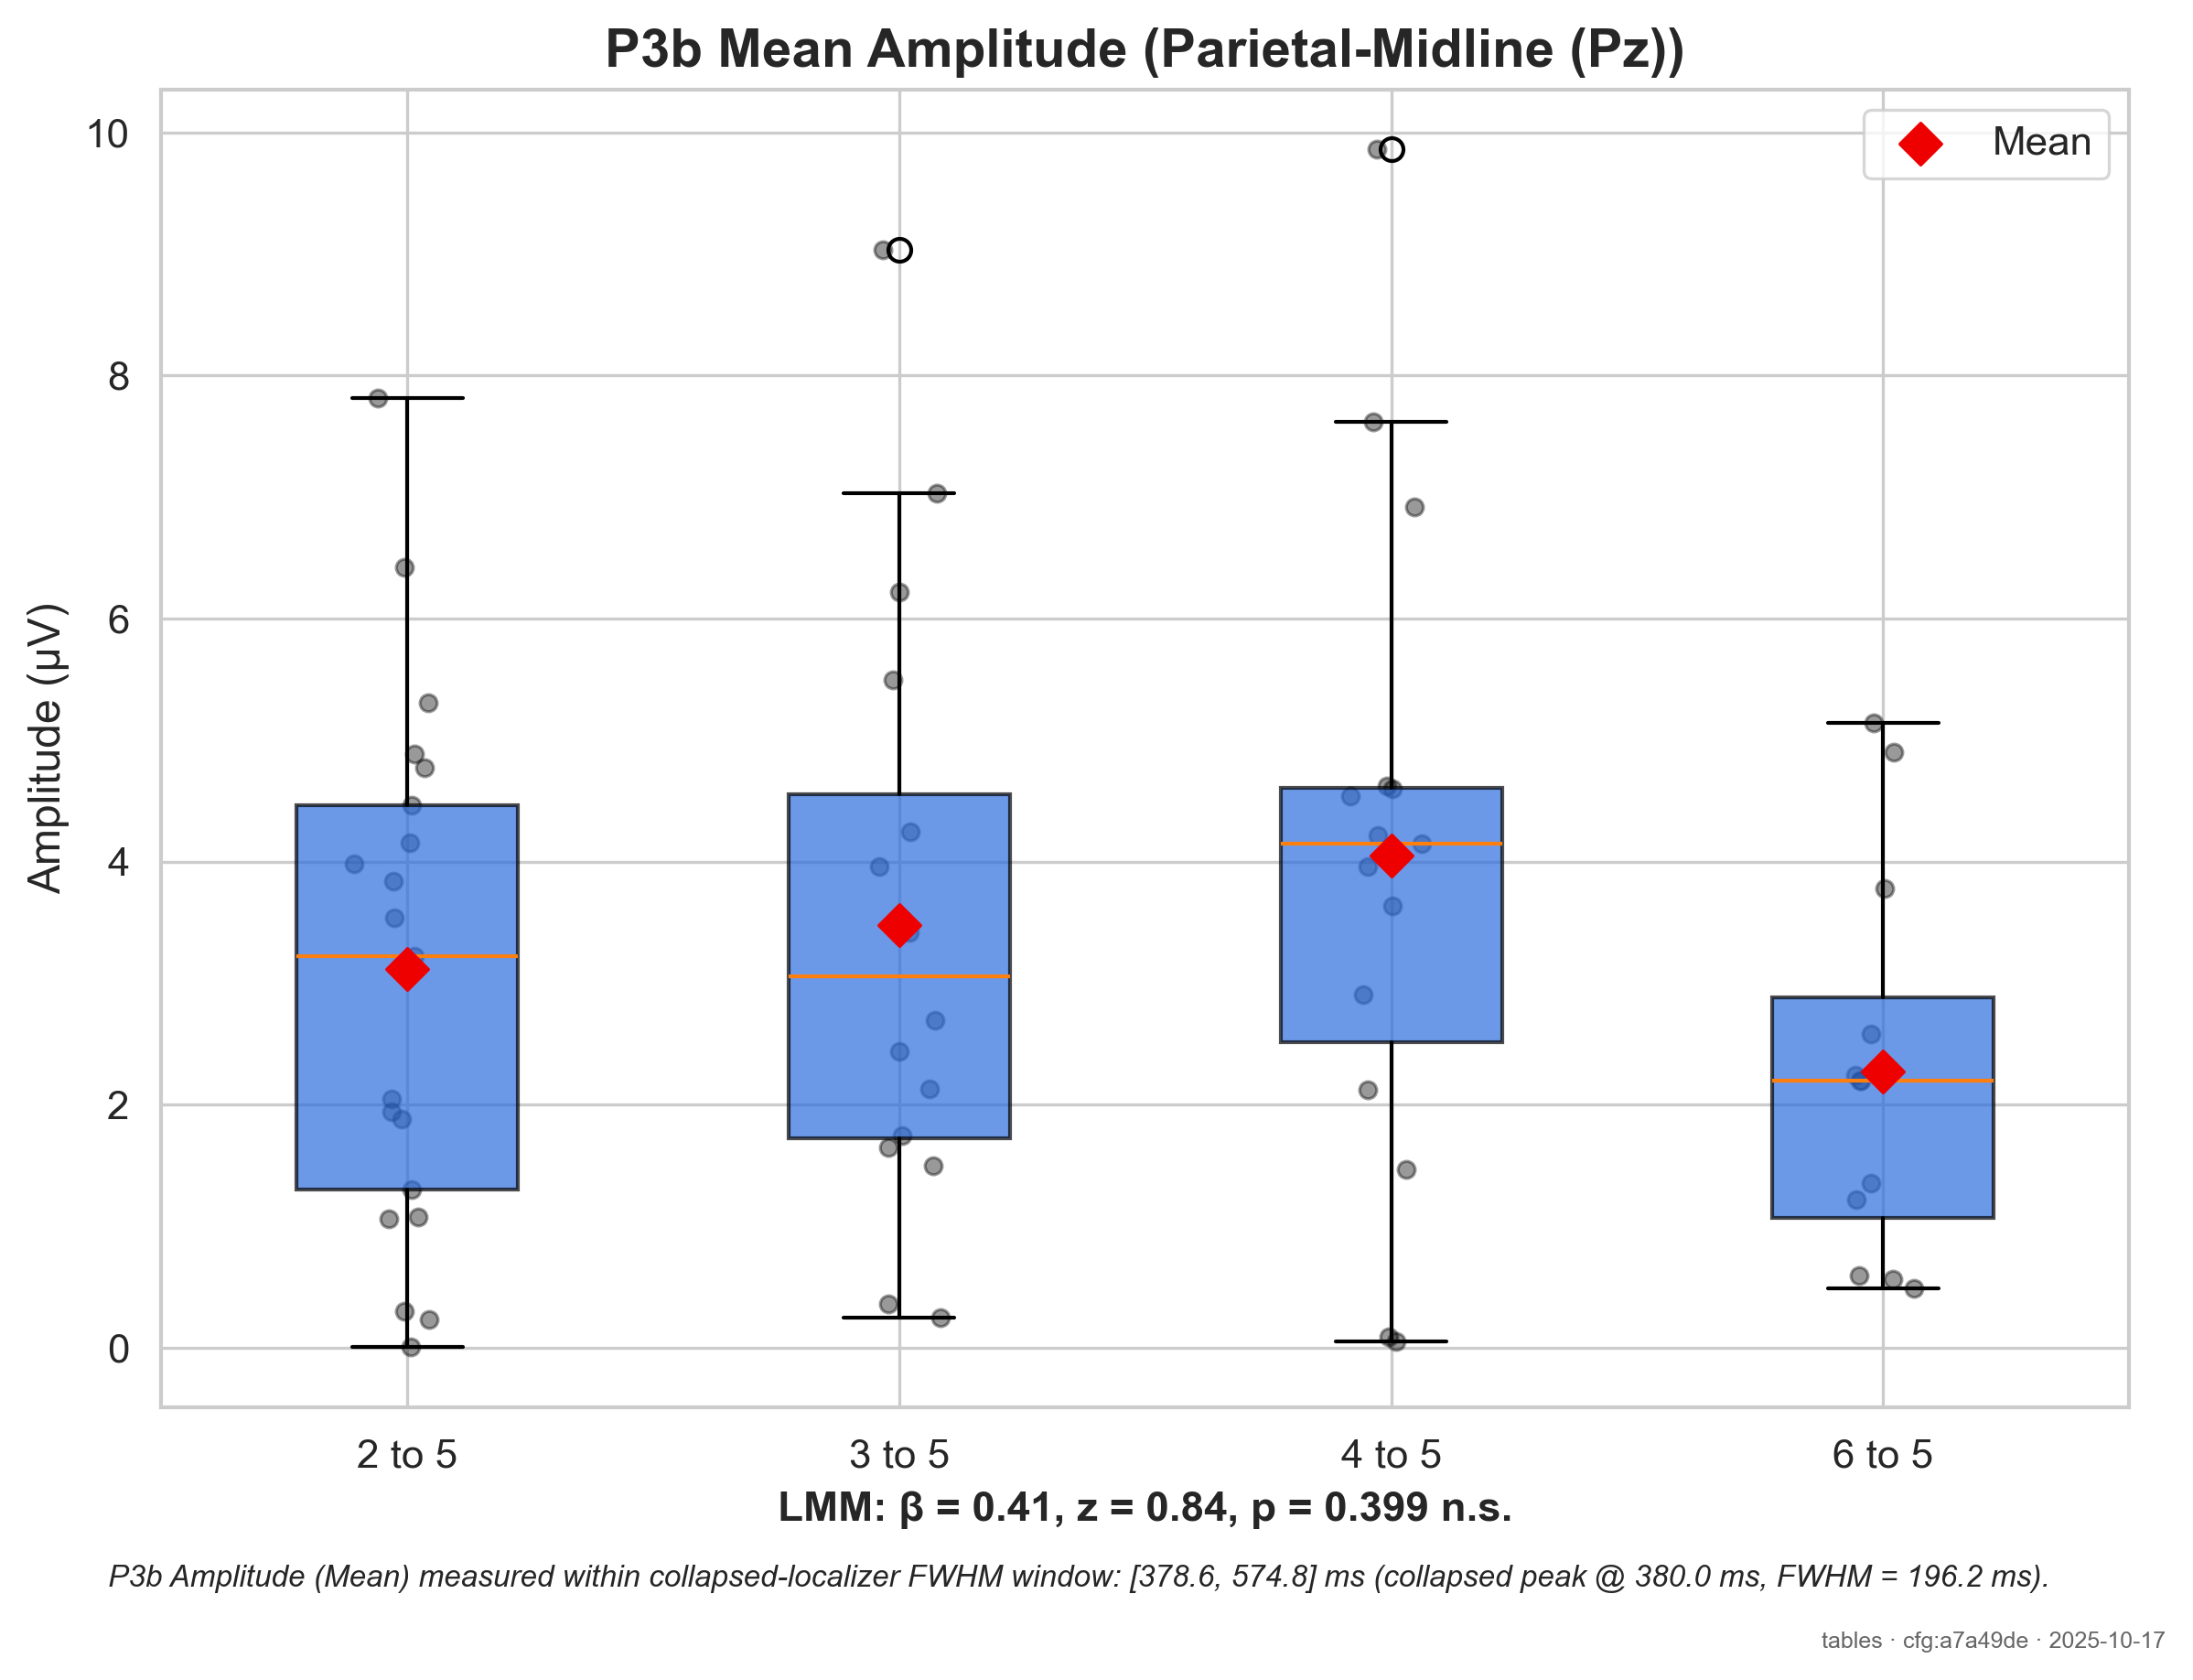 P3b Mean Amplitude (Parietal-Midline (Pz))
Mean
Amplitude (µV)
10
8
6
4
2
0
2 to 5
3 to 5
4 to 5
6 to 5
LMM: β = 0.41, z = 0.84, p = 0.399 n.s.
P3b Amplitude (Mean) measured within collapsed-localizer FWHM window: [378.6, 574.8] ms (collapsed peak @ 380.0 ms, FWHM = 196.2 ms).
tables · cfg:a7a49de · 2025-10-17